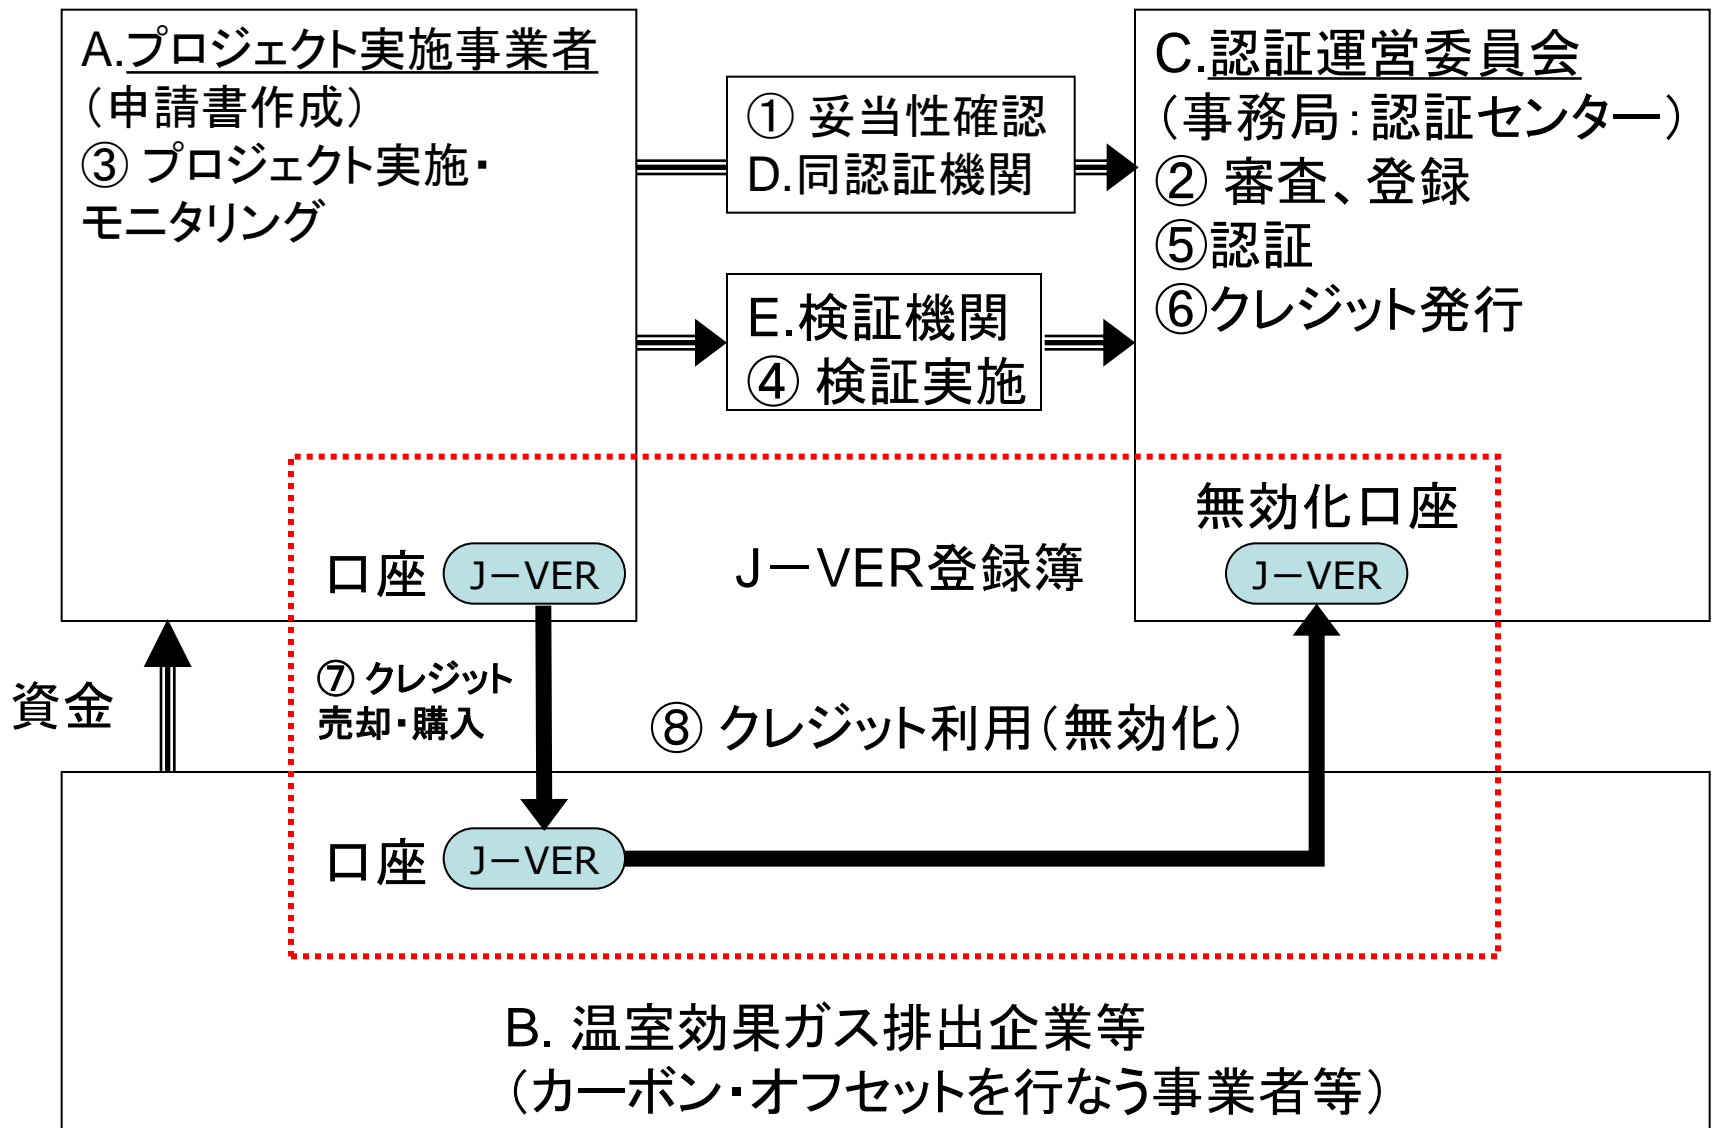 A.プロジェクト実施事業者
（申請書作成）
③ プロジェクト実施・
モニタリング
① 妥当性確認
D.同認証機関
E.検証機関
④ 検証実施
C.認証運営委員会
（事務局：認証センター）
② 審査、登録
⑤認証
⑥クレジット発行
無効化口座
J－VER
口座 J－VER
J－VER登録簿
資金
⑦ クレジット
売却・購入
⑧ クレジット利用（無効化）
口座 J－VER
B. 温室効果ガス排出企業等
（カーボン・オフセットを行なう事業者等）